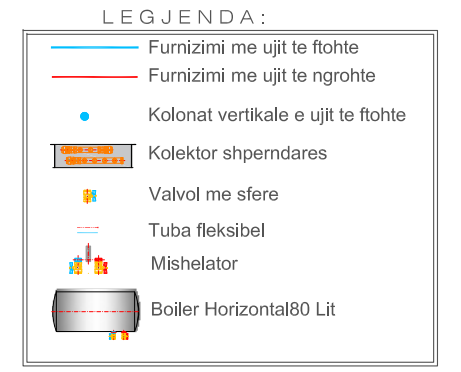 LEGJENDA:
Furnizimi me ujit te ftohte
Furnizimi me ujit te ngrohte
Kolonat vertikale e ujit te ftohte
Kolektor shperndares
Valvol me sfere
Tuba fleksibel
Mishelator
Boiler Horizontal80 Lit